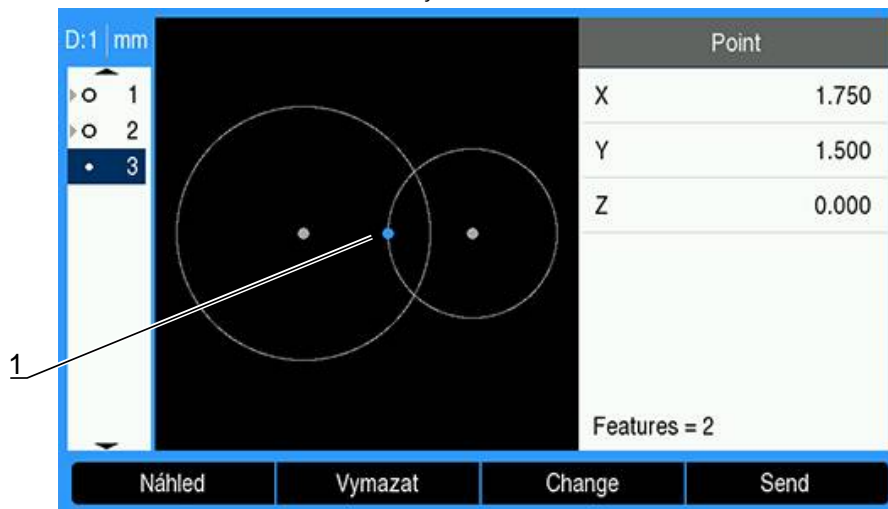 D:1 mm
Point
1
2
3
X 1.750
Y 1.500
Z 0.000
1
Features = 2
Náhled Vymazat Change Send